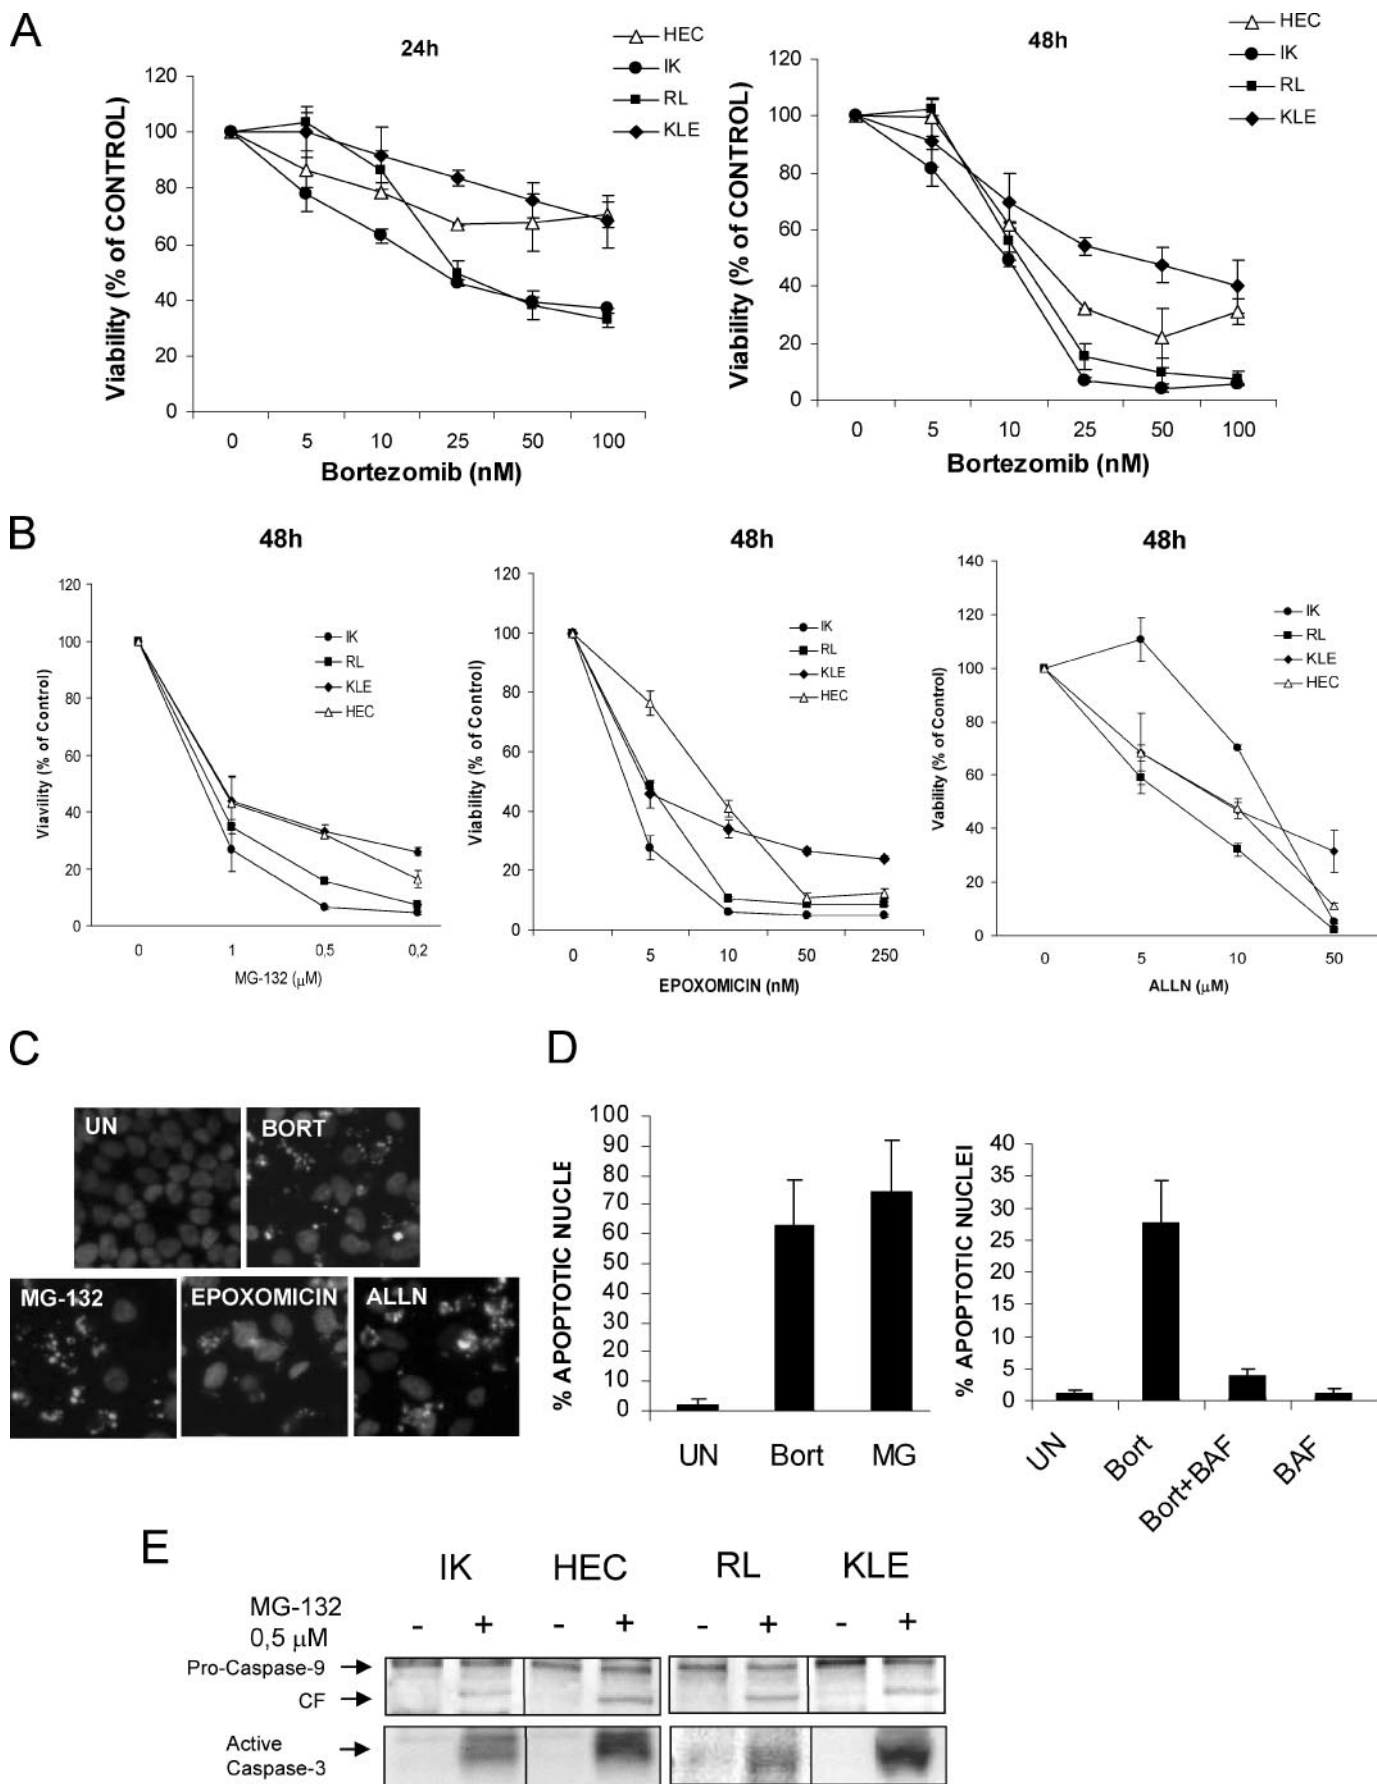 A
24h
HEC
IK
RL
KLE
Viability (% of CONTROL)
120
100
80
60
40
20
0
0 5 10 25 50 100
Bortezomib (nM)
48h
HEC
IK
RL
KLE
Viability (% of CONTROL)
120
100
80
60
40
20
0
0 5 10 25 50 100
Bortezomib (nM)
B
48h
IK
RL
KLE
HEC
Viavility (% of Control)
120
100
80
60
40
20
0
0 1 0,5 0,2
MG-132 (μM)
48h
IK
RL
KLE
HEC
Viability (% of Control)
120
100
80
60
40
20
0
0 5 10 50 250
EPOXOMICIN (nM)
48h
IK
RL
KLE
HEC
Vability (% of Control)
140
120
100
80
60
40
20
0
0 5 10 50
ALLN (μM)
C
UN
BORT
MG-132
EPOXOMICIN
ALLN
D
% APOPTOTIC NUCLE
100
90
80
70
60
50
40
30
20
10
0
UN Bort MG
% APOPTOTIC NUCLEI
40
35
30
25
20
15
10
5
0
UN
Bort
Bort+BAF
BAF
E
IK HEC RL KLE
MG-132
0,5 μM
- + - + - + - +
Pro-Caspase-9
CF
Active
Caspase-3